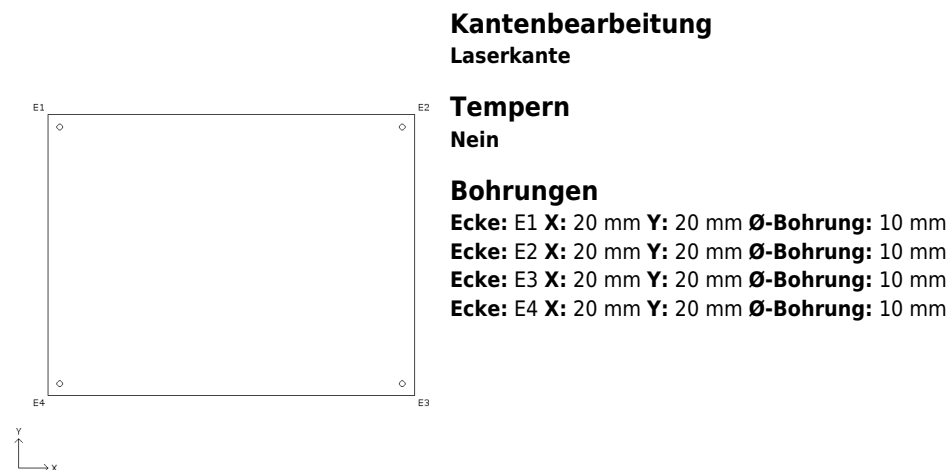 Kantenbearbeitung
Laserkante
Tempern
Nein
Bohrungen
Ecke: E1 X: 20 mm Y: 20 mm Ø-Bohrung: 10 mm
Ecke: E2 X: 20 mm Y: 20 mm Ø-Bohrung: 10 mm
Ecke: E3 X: 20 mm Y: 20 mm Ø-Bohrung: 10 mm
Ecke: E4 X: 20 mm Y: 20 mm Ø-Bohrung: 10 mm
E1
E2
E4
E3
Y
X